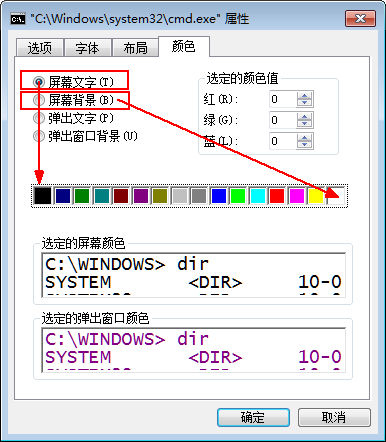 "C:\Windows\system32\cmd.exe" 属性
选项 字体 布局 颜色
屏幕文字(T)
屏幕背景(B)
弹出文字(P)
弹出窗口背景(U)
选定的颜色值
红(R): 0
绿(G): 0
蓝(L): 0
选定的屏幕颜色
C:\WINDOWS> dir
SYSTEM <DIR> 10-0
选定的弹出窗口颜色
C:\WINDOWS> dir
SYSTEM <DIR> 10-0
确定 取消